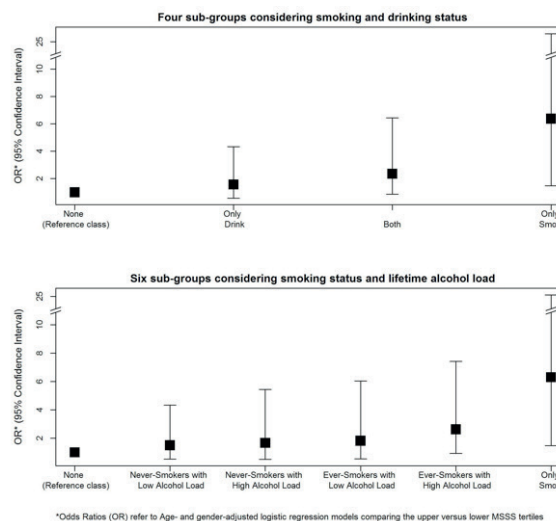 Four sub-groups considering smoking and drinking status
OR* (95% Confidence Interval)
25
10
8
6
4
2
None
(Reference class)
Only
Drink
Both
Only
Smo
Six sub-groups considering smoking status and lifetime alcohol load
OR* (95% Confidence Interval)
25
10
8
6
4
2
None
(Reference class)
Never-Smokers with
Low Alcohol Load
Never-Smokers with
High Alcohol Load
Ever-Smokers with
Low Alcohol Load
Ever-Smokers with
High Alcohol Load
Only
Smo
*Odds Ratios (OR) refer to Age- and gender-adjusted logistic regression models comparing the upper versus lower MSSS tertiles